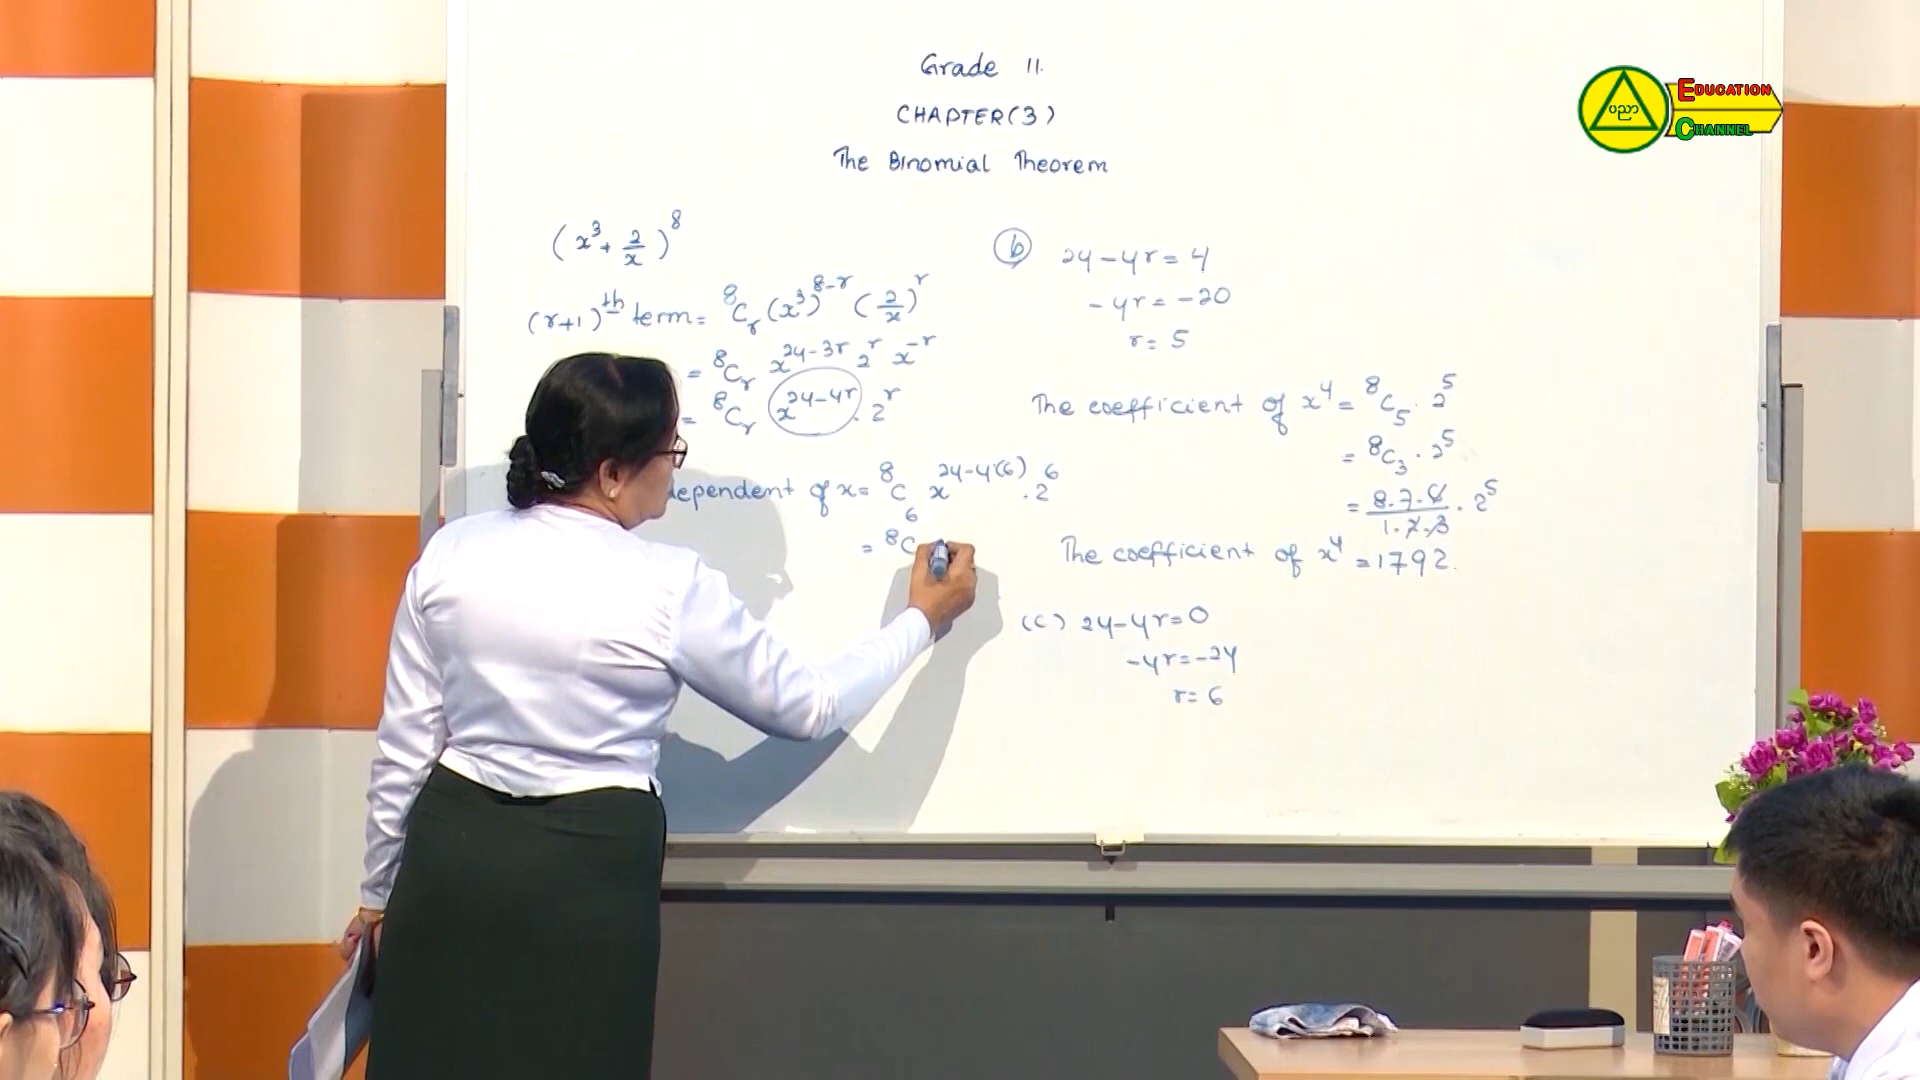 Grade 11.
CHAPTER(3)
The Binomial Theorem
(x³ + 2/x)⁸
(r+1)th term = ⁸Cᵣ (x³)⁸⁻ʳ (2/x)ʳ
= ⁸Cᵣ x²⁴⁻³ʳ 2ʳ x⁻ʳ
= ⁸Cᵣ x²⁴⁻⁴ʳ . 2ʳ
dependent of x = ⁸C₆ x²⁴⁻⁴⁽⁶⁾ . 2⁶
= ⁸C
b 24-4r = 4
-4r = -20
r = 5
The coefficient of x⁴ = ⁸C₅ . 2⁵
= ⁸C₃ . 2⁵
= 8.7.6/1.2.3 . 2⁵
The coefficient of x⁴ = 1792.
(c) 24-4r = 0
-4r = -24
r = 6
ပညာ
EDUCATION
CHANNEL